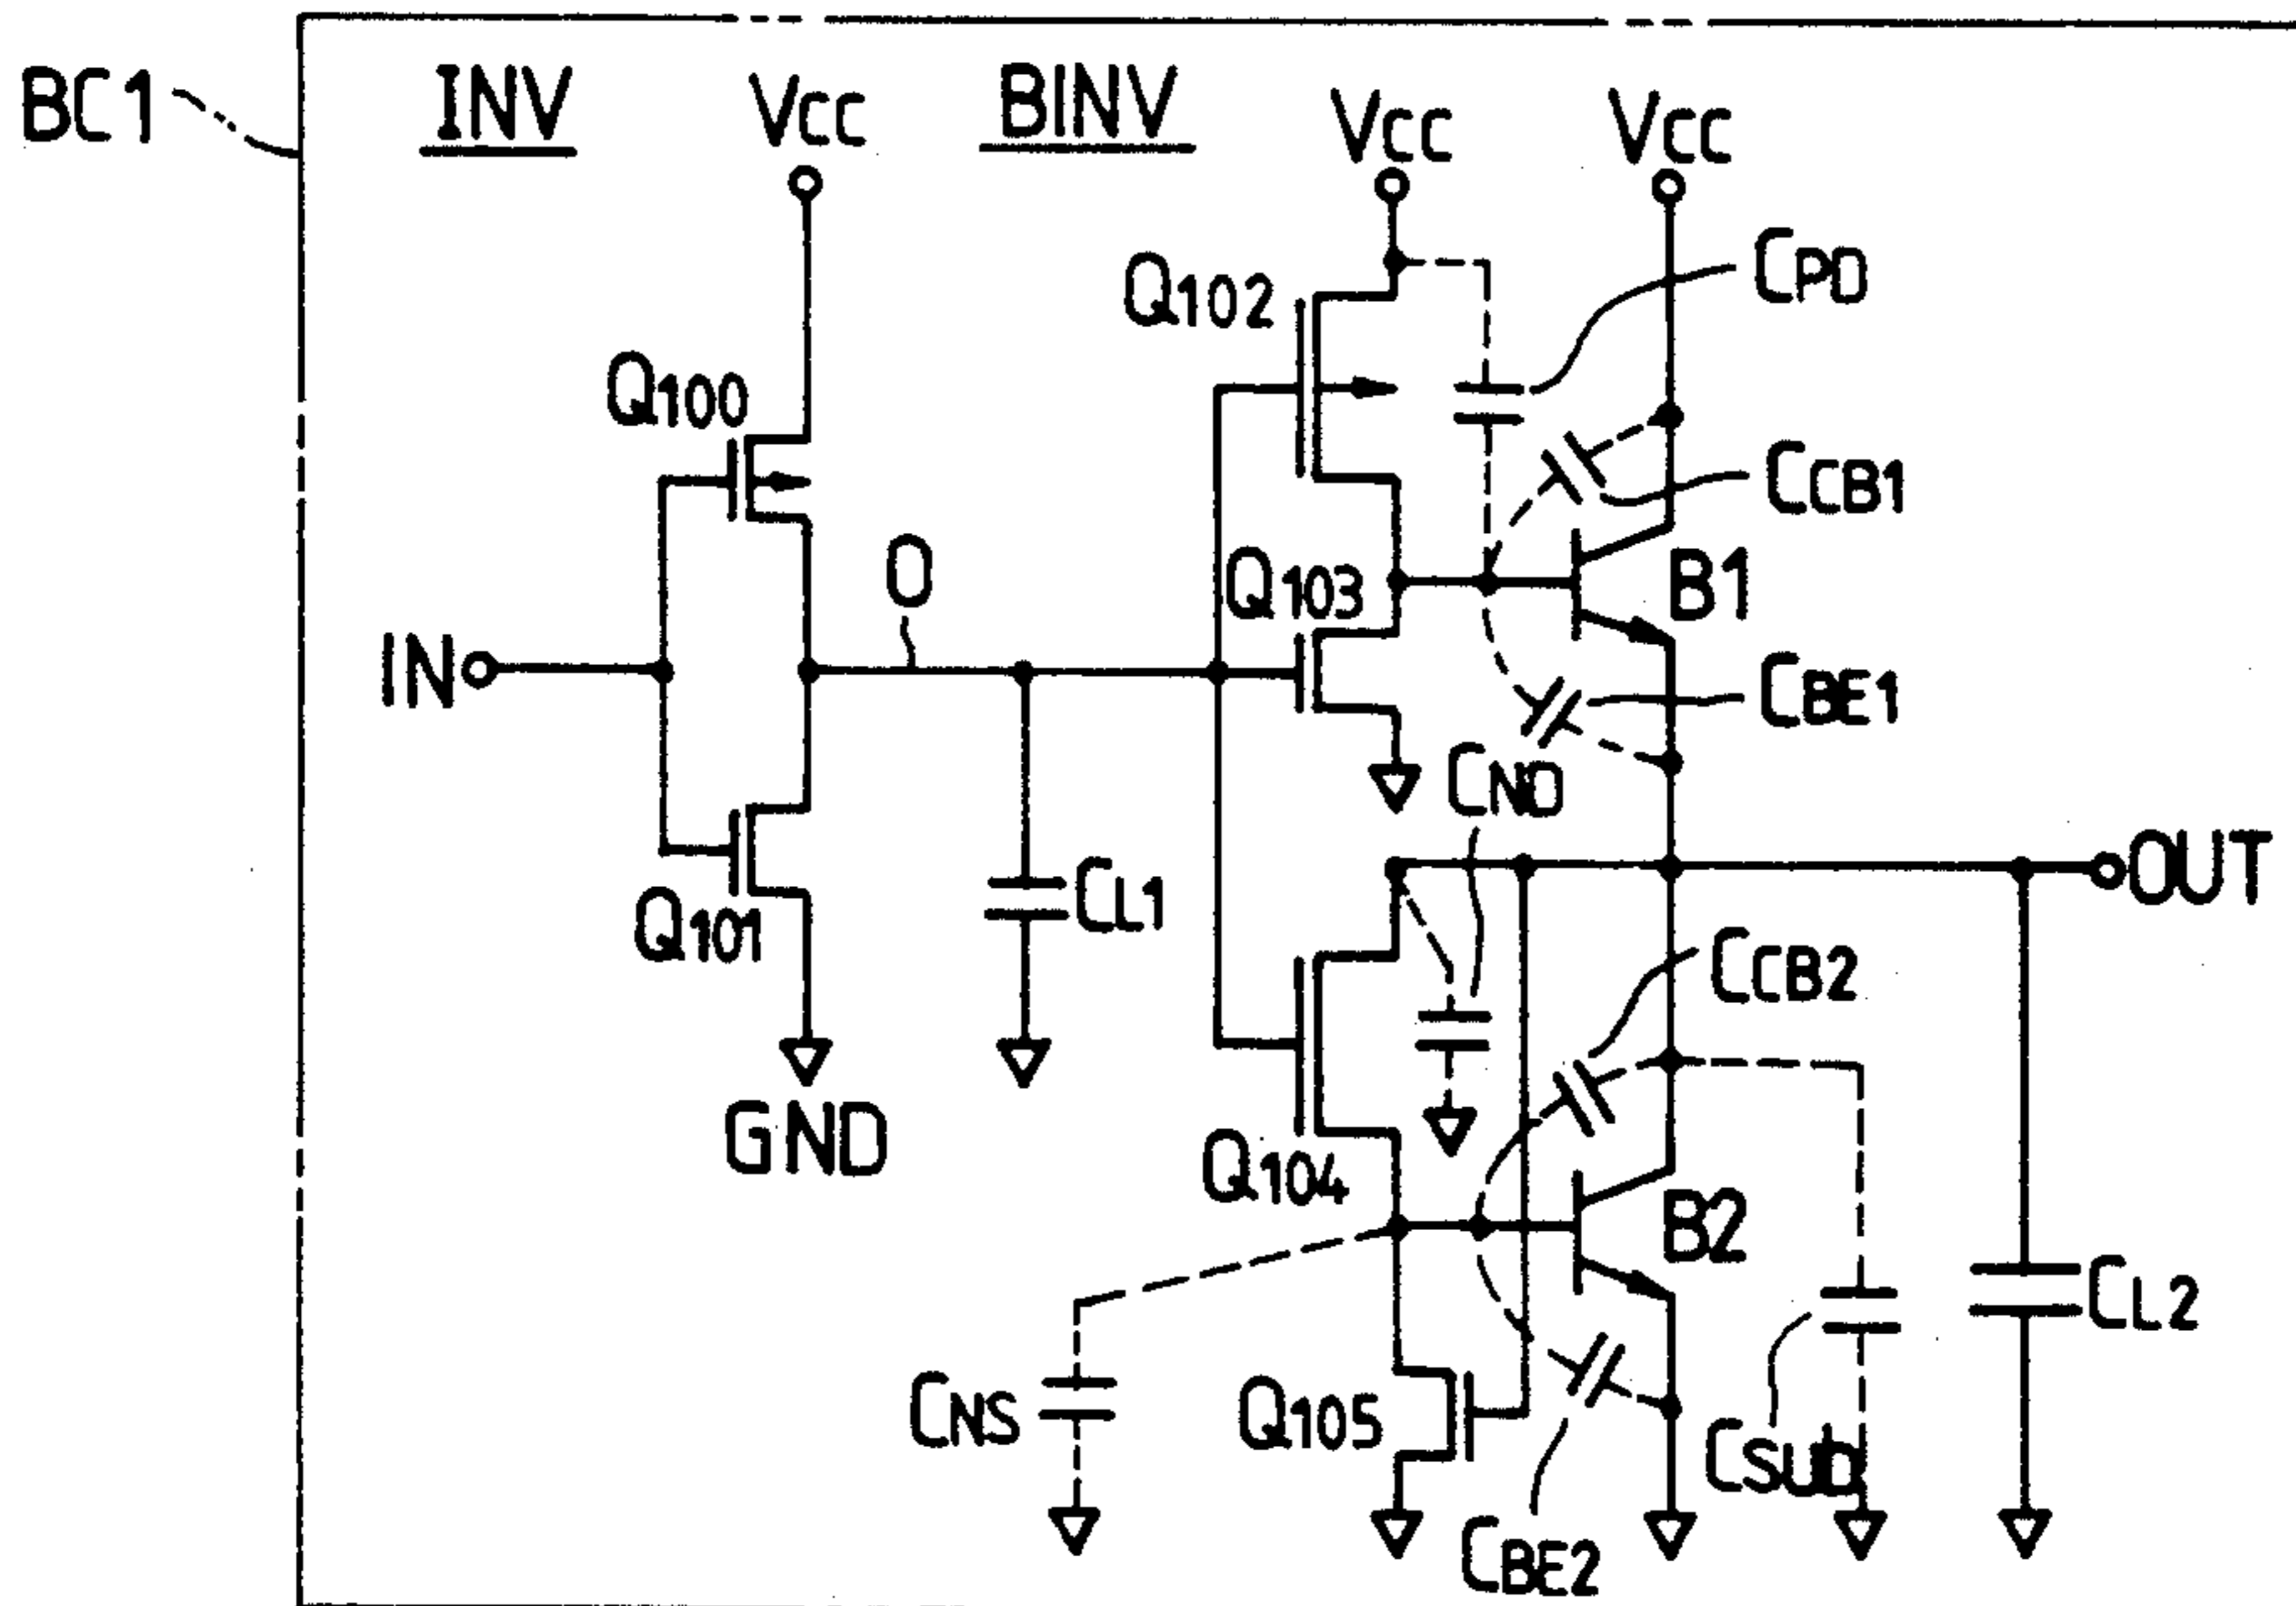 BC1
INV
VCC
BINV
VCC
VCC
Q102
CPD
Q100
CCB1
O
Q103
B1
IN
CBE1
CND
OUT
CL1
Q101
CCB2
GND
Q104
B2
CL2
CNS
Q105
CSUB
CBE2